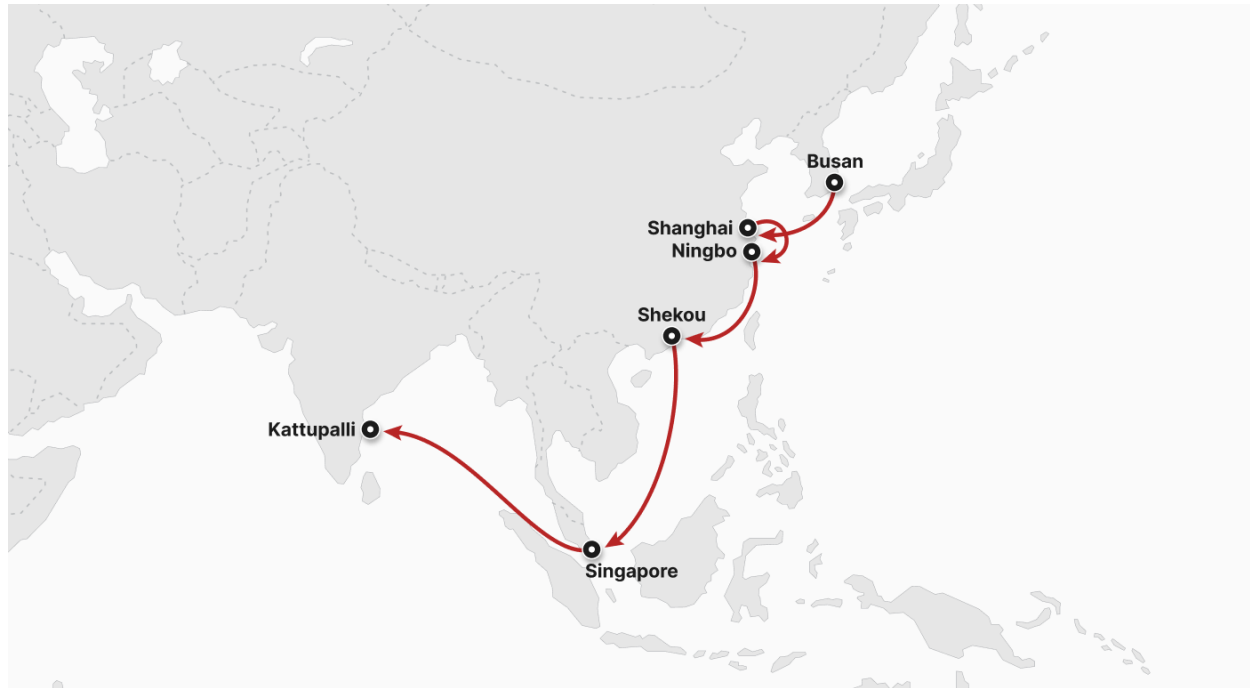 Busan
Shanghai
Ningbo
Shekou
Kattupalli
Singapore